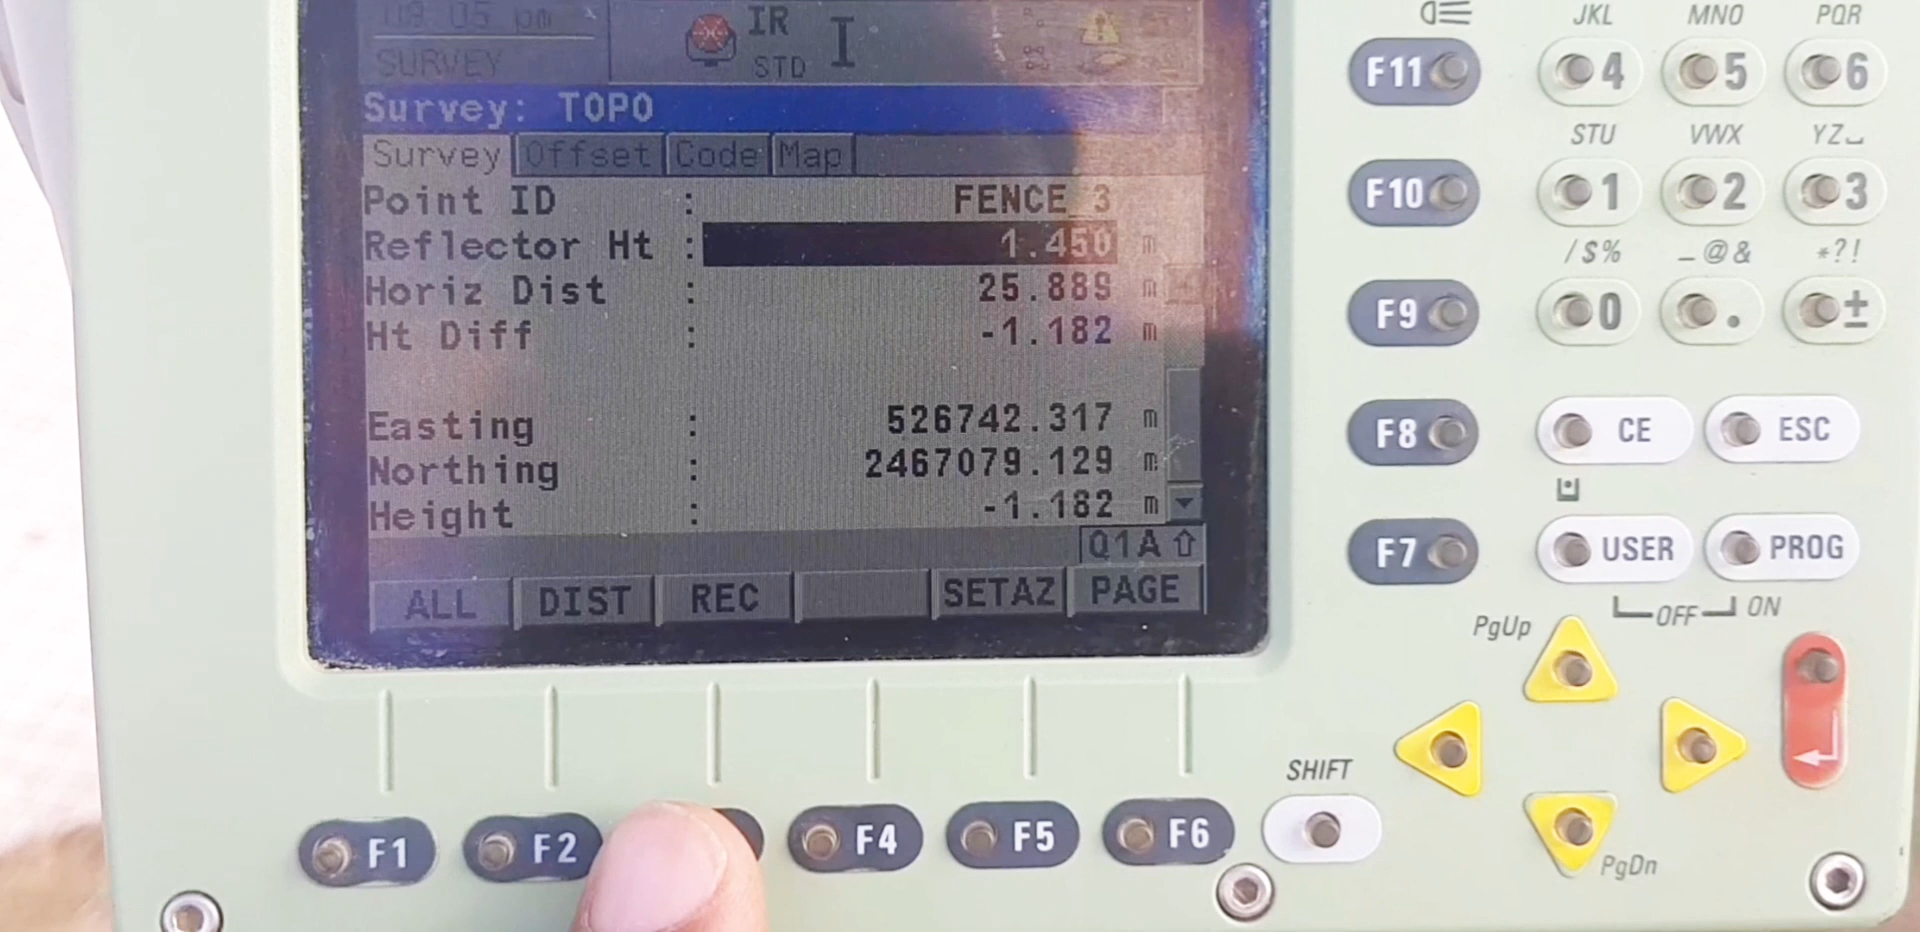 09:05 pm
SURVEY
IR
STD
I
Survey: TOPO
Survey Offset Code Map
Point ID : FENCE_3
Reflector Ht : 1.450 m
Horiz Dist : 25.889 m
Ht Diff : -1.182 m
Easting : 526742.317 m
Northing : 2467079.129 m
Height : -1.182 m
Q1A
ALL DIST REC SETAZ PAGE
F1 F2 F4 F5 F6
SHIFT
JKL MNO PQR
F11 4 5 6
STU VWX YZ
F10 1 2 3
/$% _@& *?!
F9 0 . ±
F8 CE ESC
F7 USER PROG
OFF ON
PgUp
PgDn